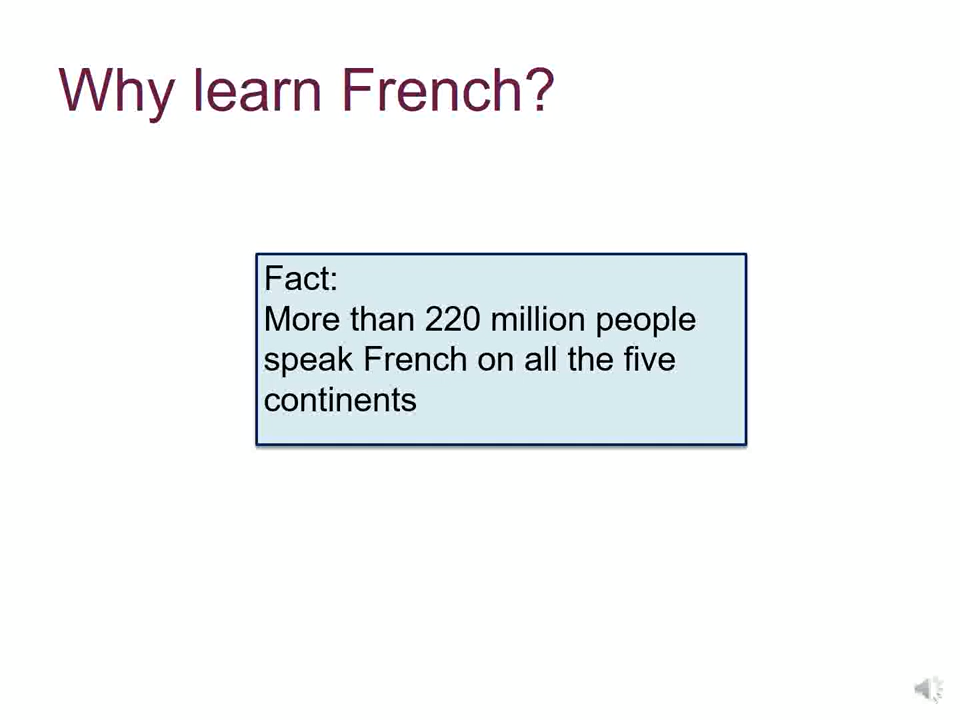 Why learn French?
Fact:
More than 220 million people
speak French on all the five
continents